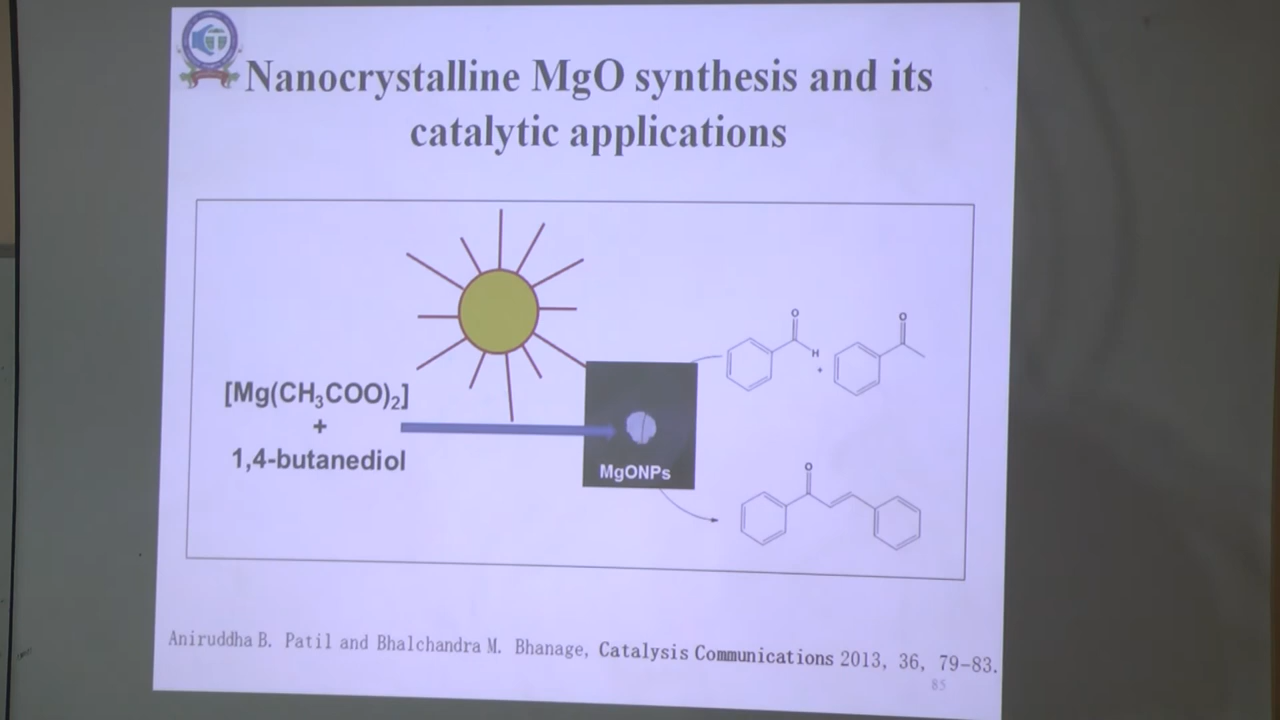 Nanocrystalline MgO synthesis and its
catalytic applications
[Mg(CH₃COO)₂]
+
1,4-butanediol
MgONPs
O
H
+
O
O
Aniruddha B. Patil and Bhalchandra M. Bhanage, Catalysis Communications 2013, 36, 79-83.
85